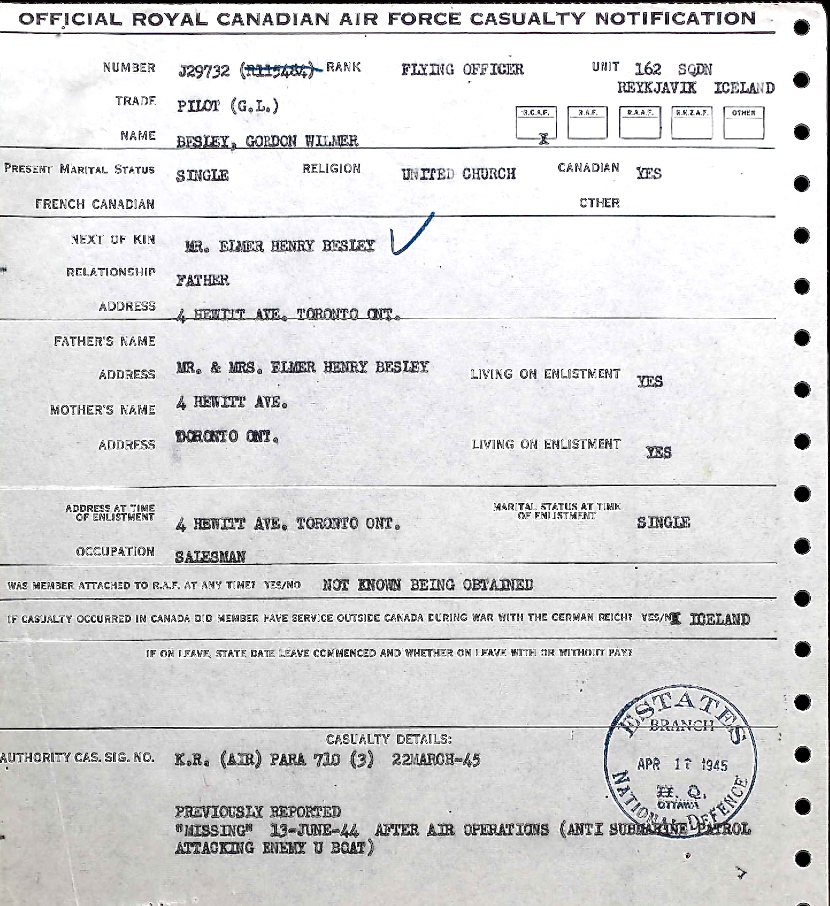 OFFICIAL ROYAL CANADIAN AIR FORCE CASUALTY NOTIFICATION
NUMBER J29732 (R115484) RANK FLYING OFFICER UNIT 162 SQDN
REYKJAVIK ICELAND
TRADE PILOT (G.L.)
R.C.A.F. R.A.F. R.A.A.F. R.N.Z.A.F. OTHER
NAME BESLEY, GORDON WILMER X
PRESENT MARITAL STATUS SINGLE RELIGION UNITED CHURCH CANADIAN YES
FRENCH CANADIAN OTHER
NEXT OF KIN MR. ELMER HENRY BESLEY
RELATIONSHIP FATHER
ADDRESS 4 HEWITT AVE. TORONTO ONT.
FATHER'S NAME
ADDRESS MR. & MRS. ELMER HENRY BESLEY LIVING ON ENLISTMENT YES
MOTHER'S NAME 4 HEWITT AVE.
ADDRESS TORONTO ONT. LIVING ON ENLISTMENT YES
ADDRESS AT TIME OF ENLISTMENT 4 HEWITT AVE. TORONTO ONT. MARITAL STATUS AT TIME OF ENLISTMENT SINGLE
OCCUPATION SALESMAN
WAS MEMBER ATTACHED TO R.A.F. AT ANY TIME? YES/NO NOT KNOWN BEING OBTAINED
IF CASUALTY OCCURRED IN CANADA DID MEMBER HAVE SERVICE OUTSIDE CANADA DURING WAR WITH THE GERMAN REICH? YES/NX ICELAND
IF ON LEAVE, STATE DATE LEAVE COMMENCED AND WHETHER ON LEAVE WITH OR WITHOUT PAY?
CASUALTY DETAILS:
AUTHORITY CAS. SIG. NO. K.R. (AIR) PARA 710 (3) 22MARCH-45
ESTATES
BRANCH
APR 17 1945
H. Q.
OTTAWA
NATIONAL DEFENCE
PREVIOUSLY REPORTED
"MISSING" 13-JUNE-44 AFTER AIR OPERATIONS (ANTI SUBMARINE PATROL
ATTACKING ENEMY U BOAT)